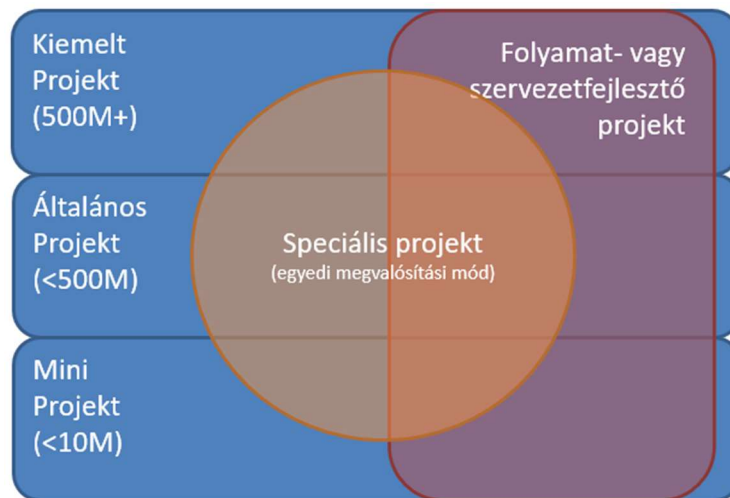 Kiemelt
Projekt
(500M+)
Folyamat- vagy
szervezetfejlesztő
projekt
Általános
Projekt
(<500M)
Speciális projekt
(egyedi megvalósítási mód)
Mini
Projekt
(<10M)